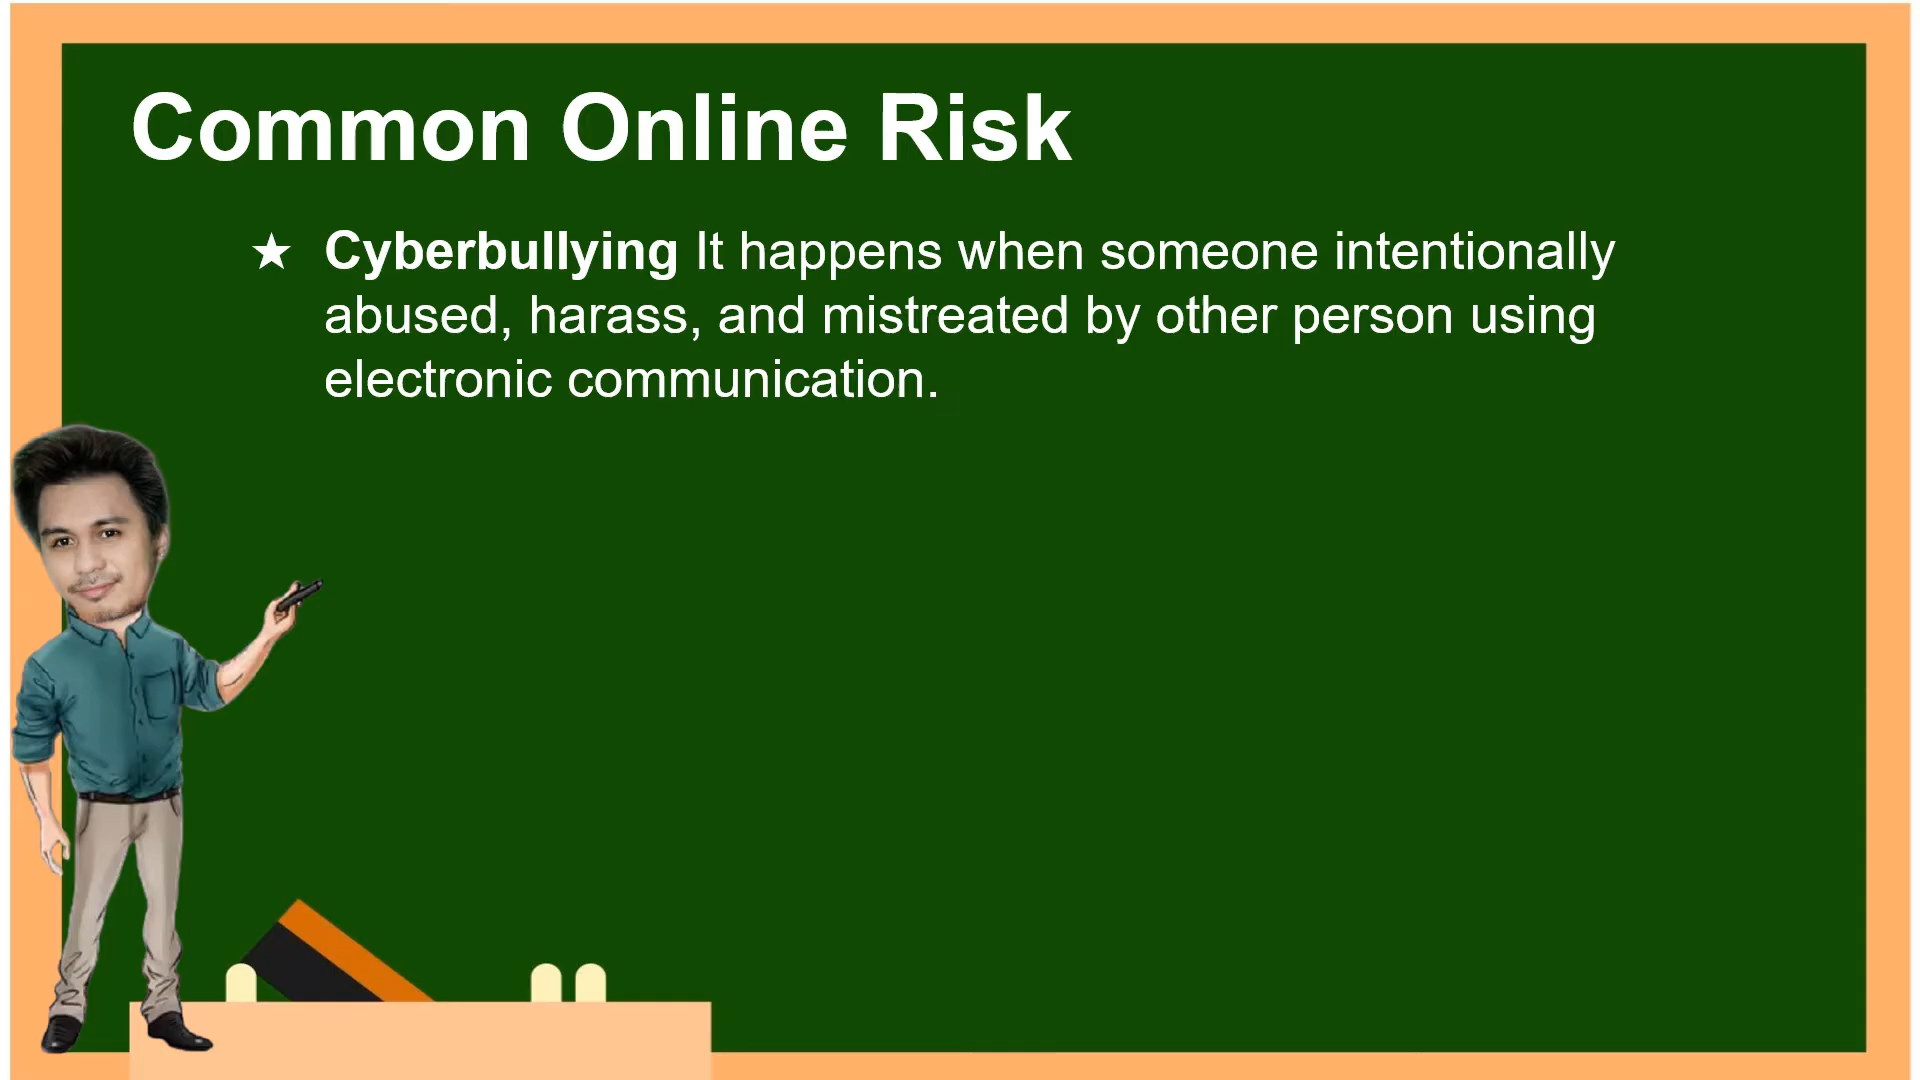 Common Online Risk
★ Cyberbullying It happens when someone intentionally
abused, harass, and mistreated by other person using
electronic communication.